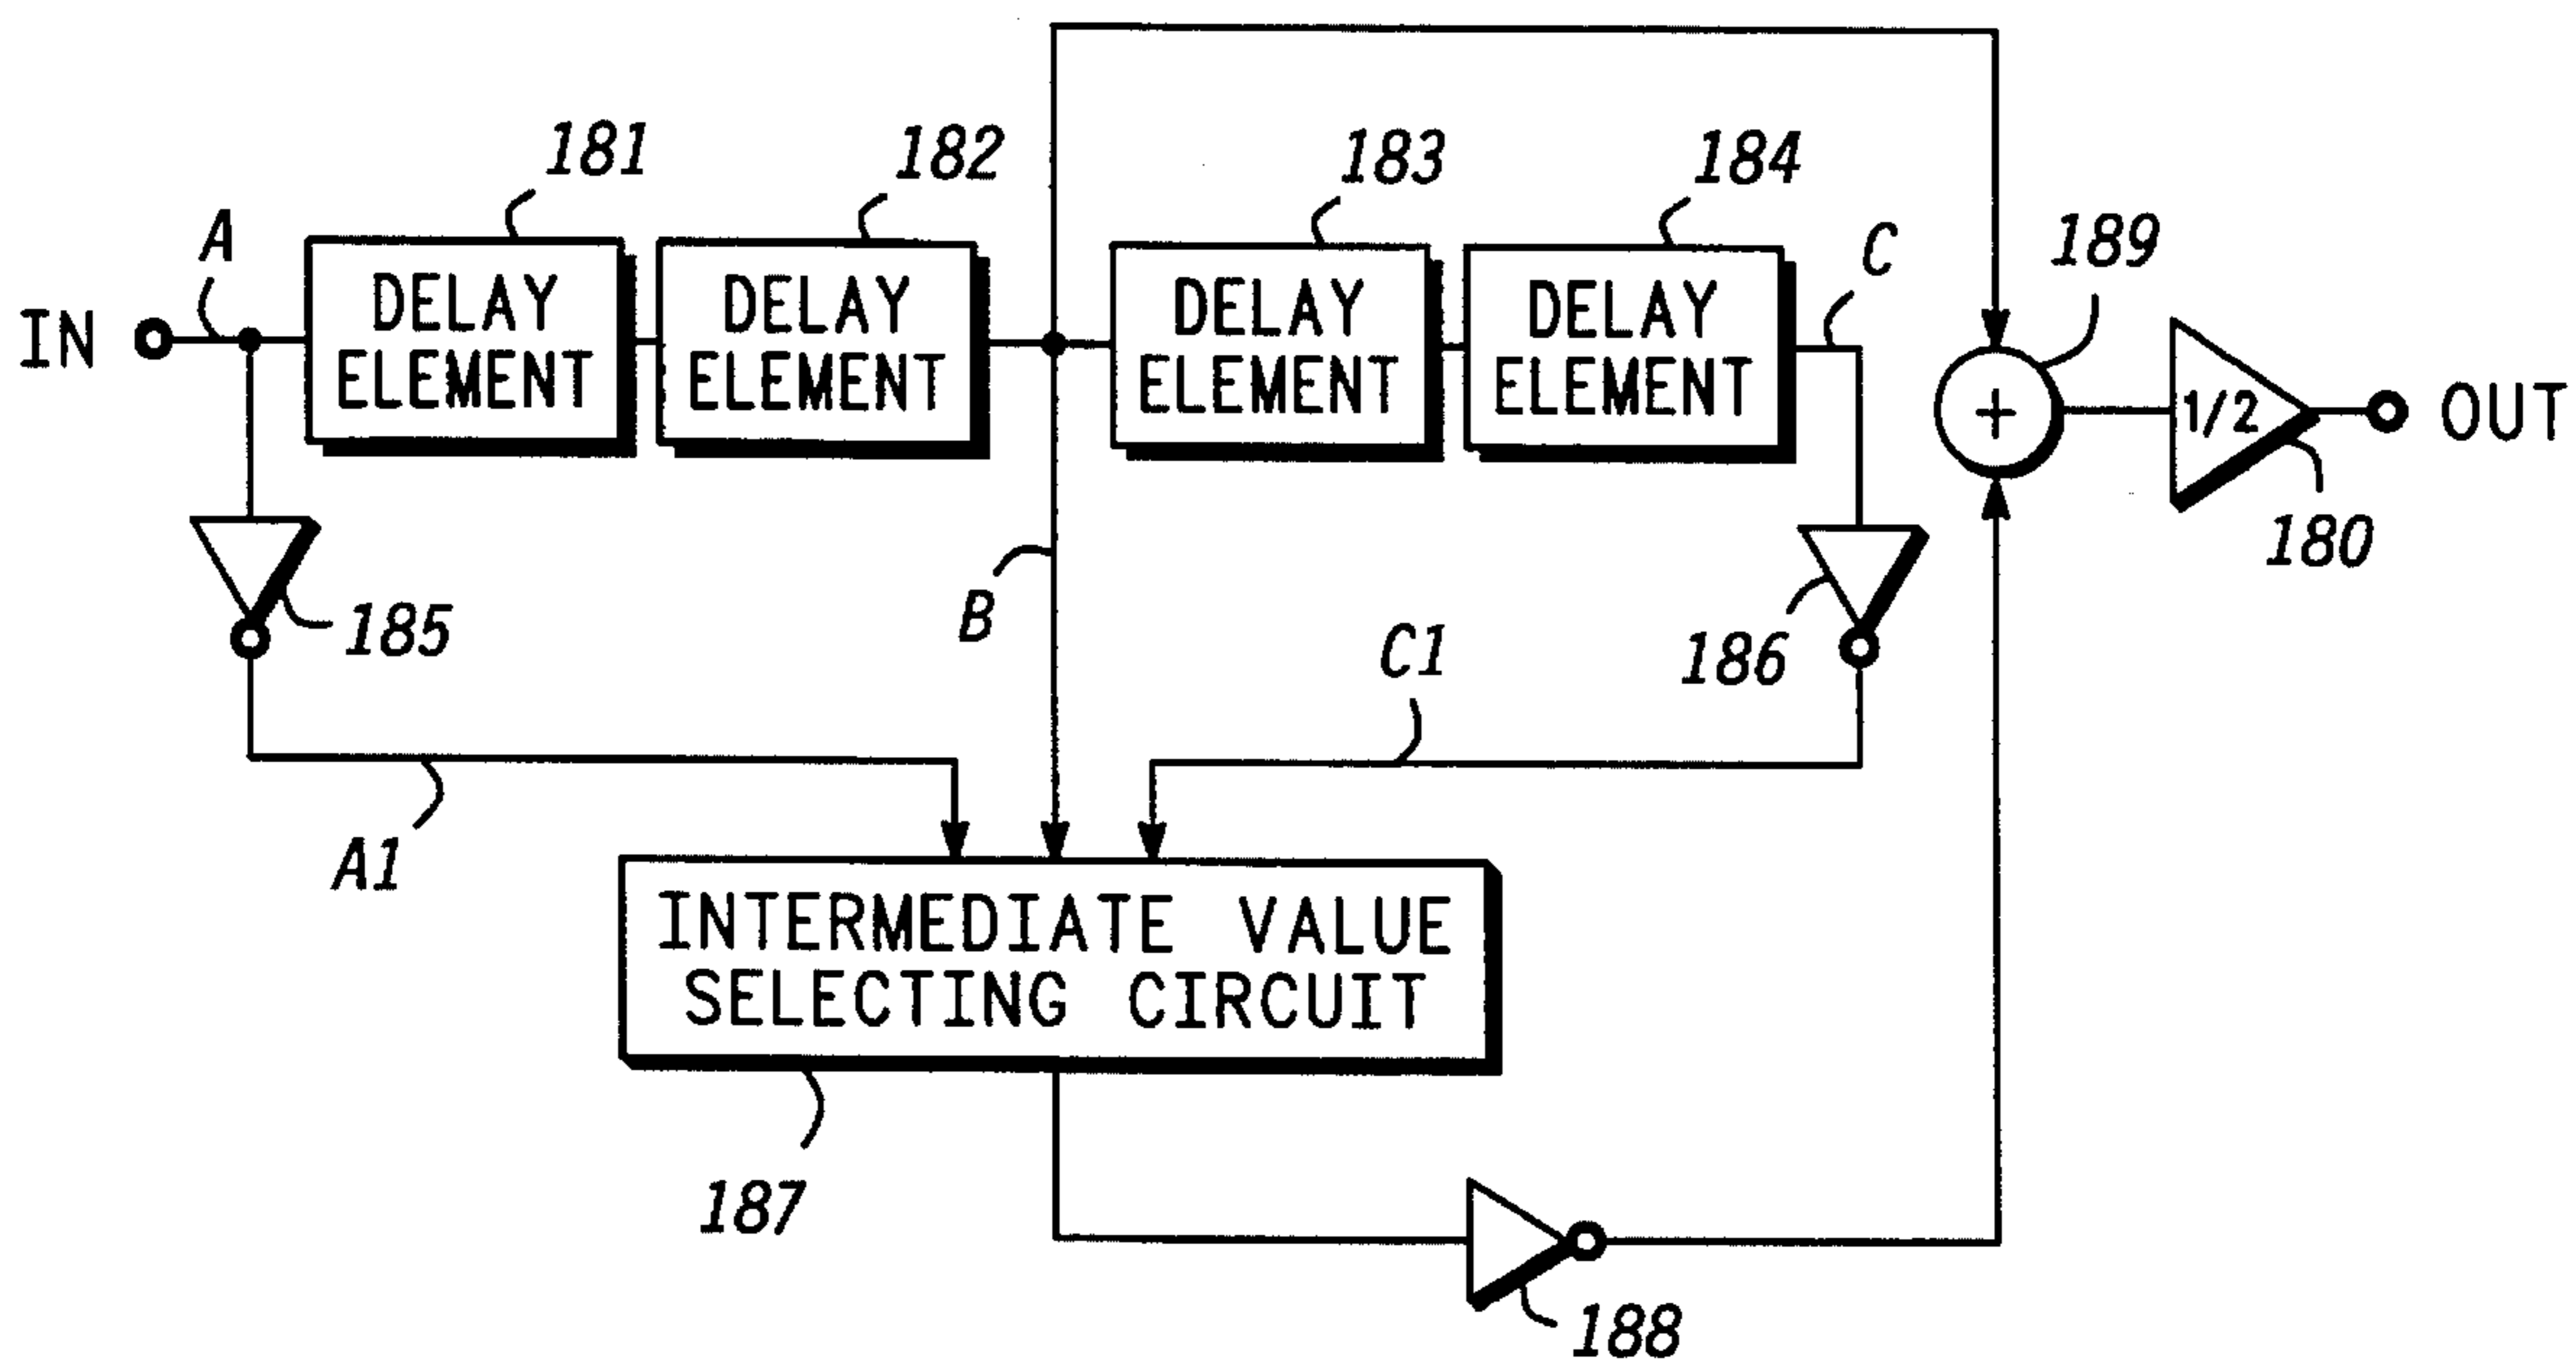 181
182
183
184
A
C
189
IN
DELAY
ELEMENT
DELAY
ELEMENT
DELAY
ELEMENT
DELAY
ELEMENT
+
1/2
OUT
180
185
B
186
C1
A1
INTERMEDIATE VALUE
SELECTING CIRCUIT
187
188